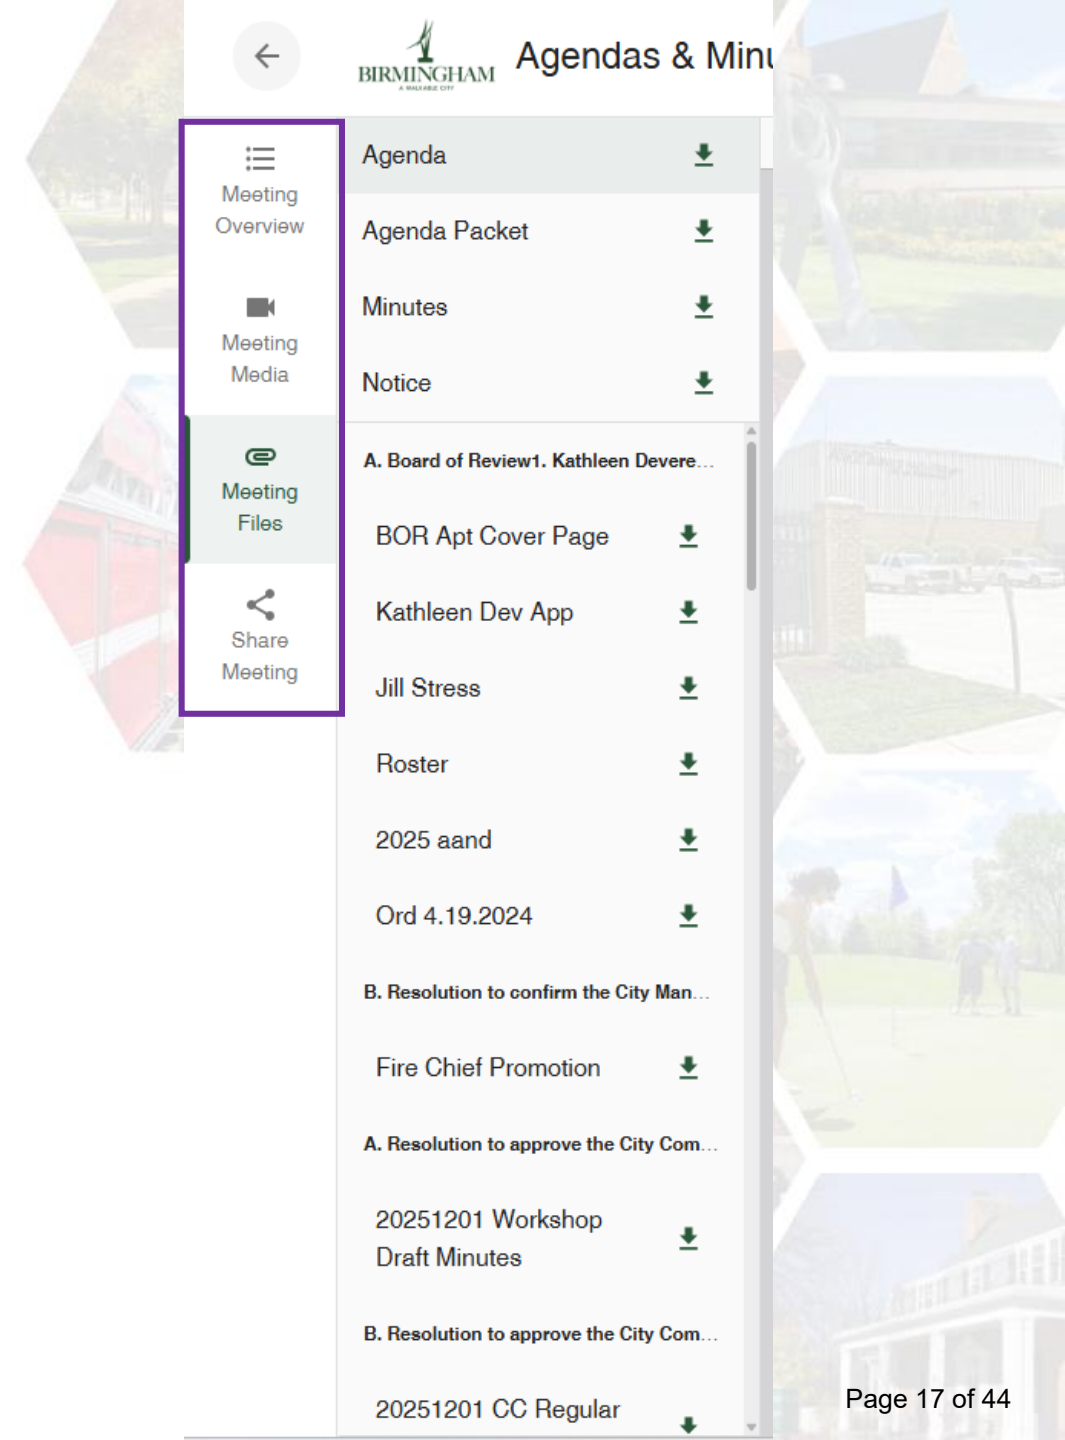 BIRMINGHAM
A WALKABLE CITY
Agendas & Minu
Meeting
Overview
Meeting
Media
Meeting
Files
Share
Meeting
Agenda
Agenda Packet
Minutes
Notice
A. Board of Review1. Kathleen Devere...
BOR Apt Cover Page
Kathleen Dev App
Jill Stress
Roster
2025 aand
Ord 4.19.2024
B. Resolution to confirm the City Man...
Fire Chief Promotion
A. Resolution to approve the City Com...
20251201 Workshop
Draft Minutes
B. Resolution to approve the City Com...
20251201 CC Regular
Page 17 of 44